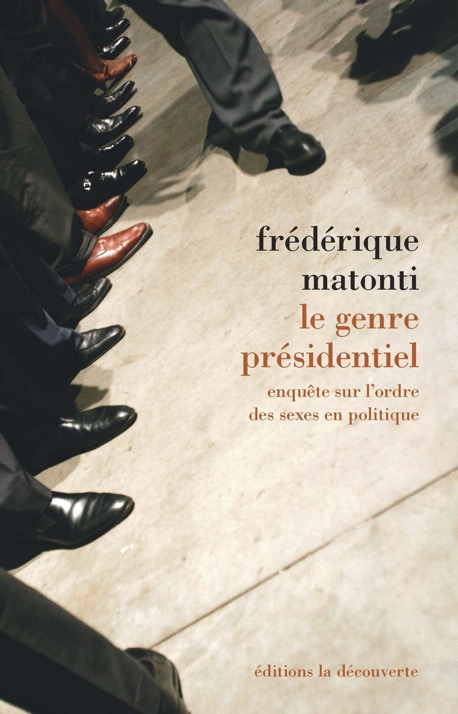 frédérique
matonti
le genre
présidentiel
enquête sur l'ordre
des sexes en politique
éditions la découverte